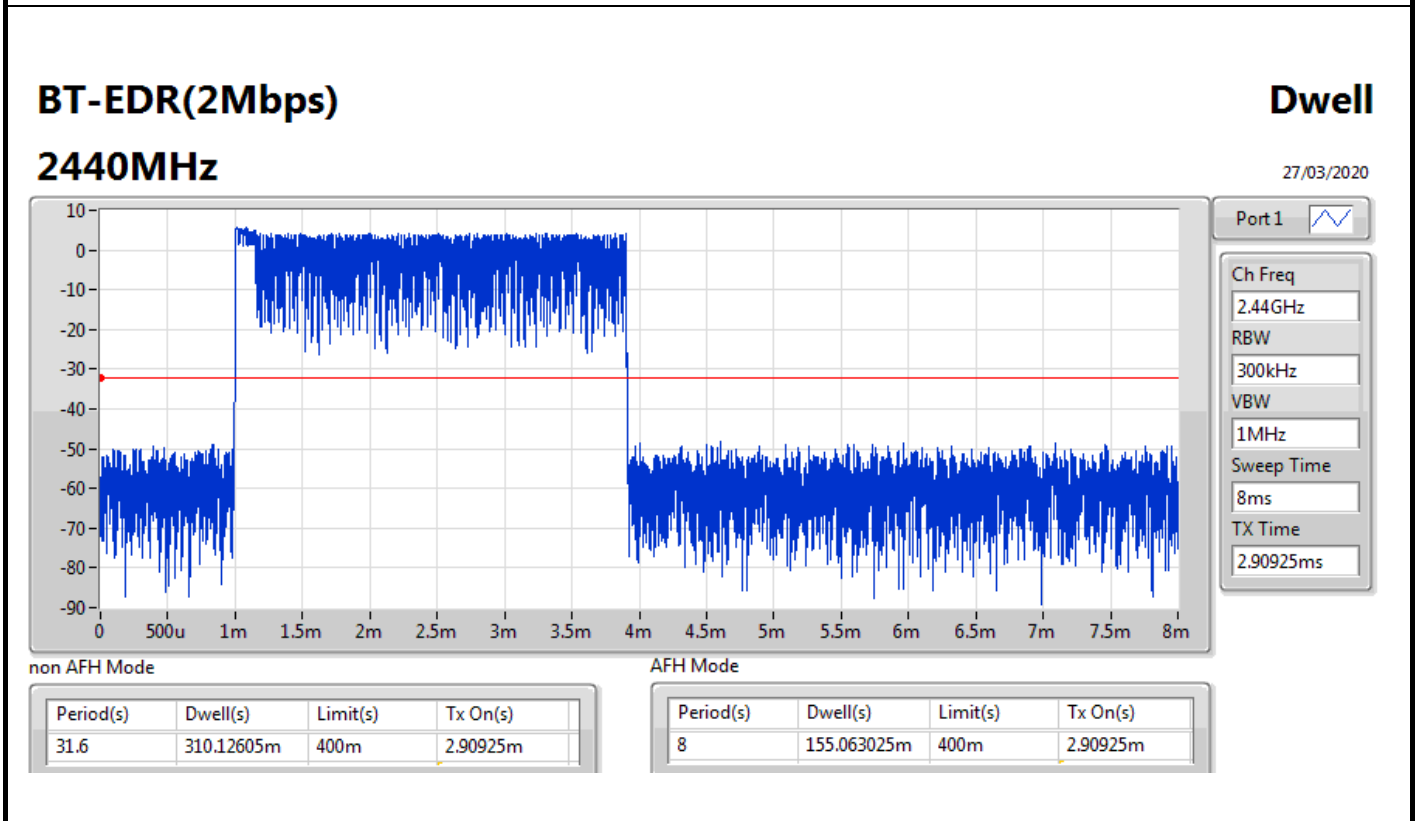 BT-EDR(2Mbps)
Dwell
2440MHz
27/03/2020
10
0
-10
-20
-30
-40
-50
-60
-70
-80
-90
0 500u 1m 1.5m 2m 2.5m 3m 3.5m 4m 4.5m 5m 5.5m 6m 6.5m 7m 7.5m 8m
Port 1
Ch Freq
2.44GHz
RBW
300kHz
VBW
1MHz
Sweep Time
8ms
TX Time
2.90925ms
non AFH Mode
Period(s) Dwell(s) Limit(s) Tx On(s)
31.6 310.12605m 400m 2.90925m
AFH Mode
Period(s) Dwell(s) Limit(s) Tx On(s)
8 155.063025m 400m 2.90925m